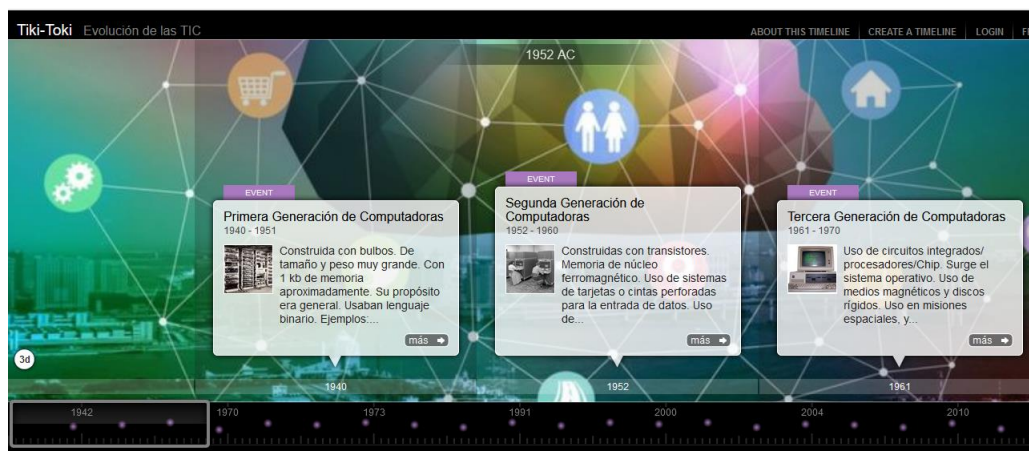 Tiki-Toki Evolución de las TIC
ABOUT THIS TIMELINE CREATE A TIMELINE LOGIN
1952 AC
EVENT
Primera Generación de Computadoras
1940 - 1951
Construida con bulbos. De
tamaño y peso muy grande. Con
1 kb de memoria
aproximadamente. Su propósito
era general. Usaban lenguaje
binario. Ejemplos:...
más
EVENT
Segunda Generación de
Computadoras
1952 - 1960
Construidas con transistores.
Memoria de núcleo
ferromagnético. Uso de sistemas
de tarjetas o cintas perforadas
para la entrada de datos. Uso
de...
más
EVENT
Tercera Generación de Computadoras
1961 - 1970
Uso de circuitos integrados/
procesadores/Chip. Surge el
sistema operativo. Uso de
medios magnéticos y discos
rígidos. Uso en misiones
espaciales, y...
más
3d
1940 1952 1961
1942 1970 1973 1991 2000 2004 2010